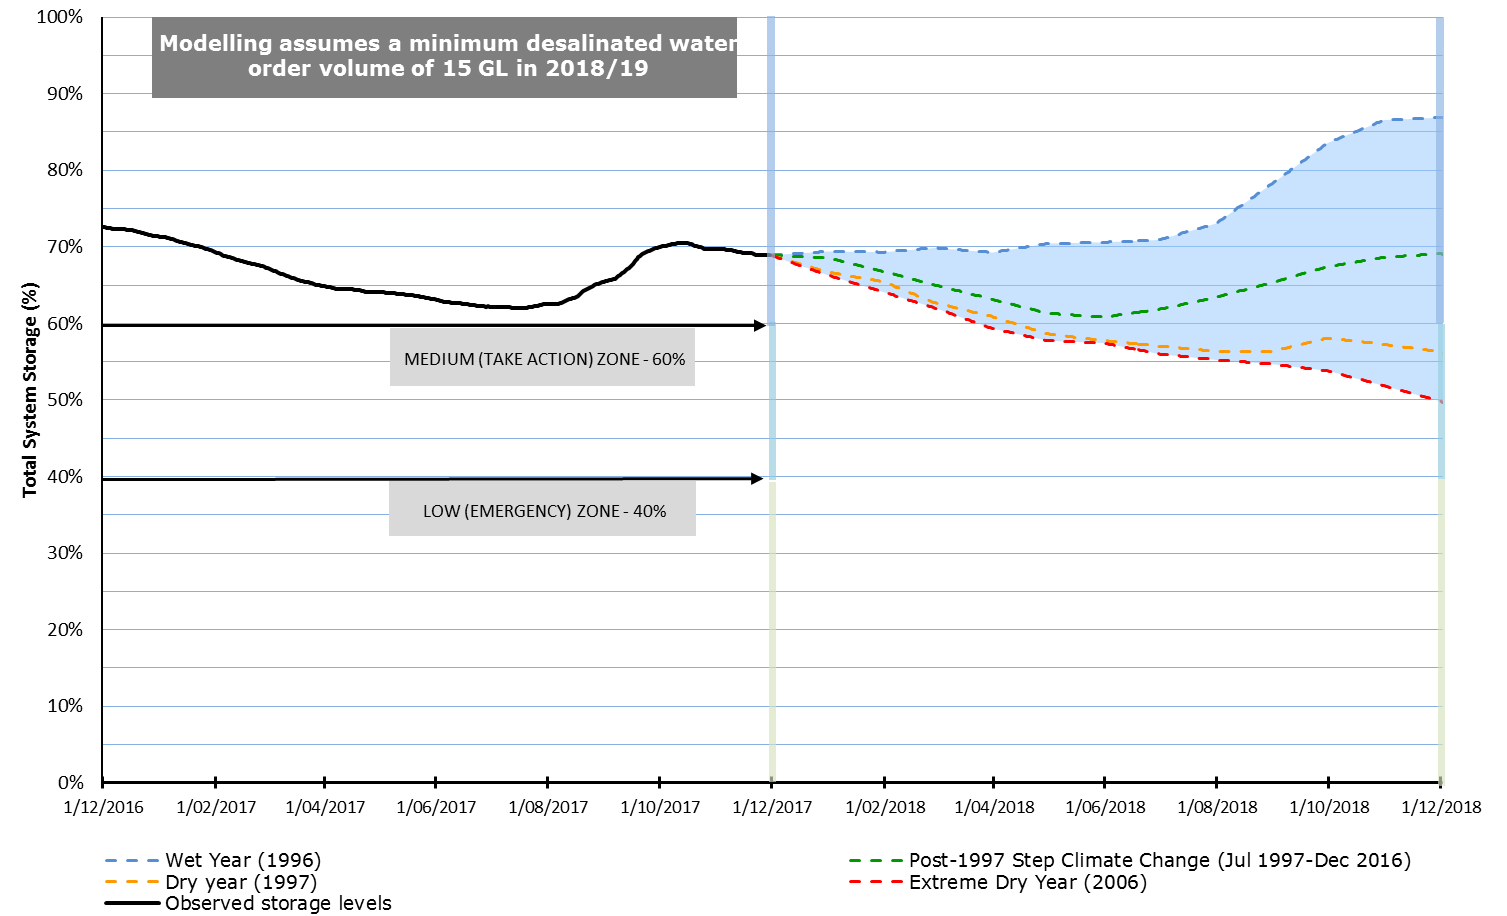 Modelling assumes a minimum desalinated water
order volume of 15 GL in 2018/19
Total System Storage (%)
100%
90%
80%
70%
60%
50%
40%
30%
20%
10%
0%
MEDIUM (TAKE ACTION) ZONE - 60%
LOW (EMERGENCY) ZONE - 40%
1/12/2016 1/02/2017 1/04/2017 1/06/2017 1/08/2017 1/10/2017 1/12/2017 1/02/2018 1/04/2018 1/06/2018 1/08/2018 1/10/2018 1/12/2018
Wet Year (1996) Post-1997 Step Climate Change (Jul 1997-Dec 2016)
Dry year (1997) Extreme Dry Year (2006)
Observed storage levels